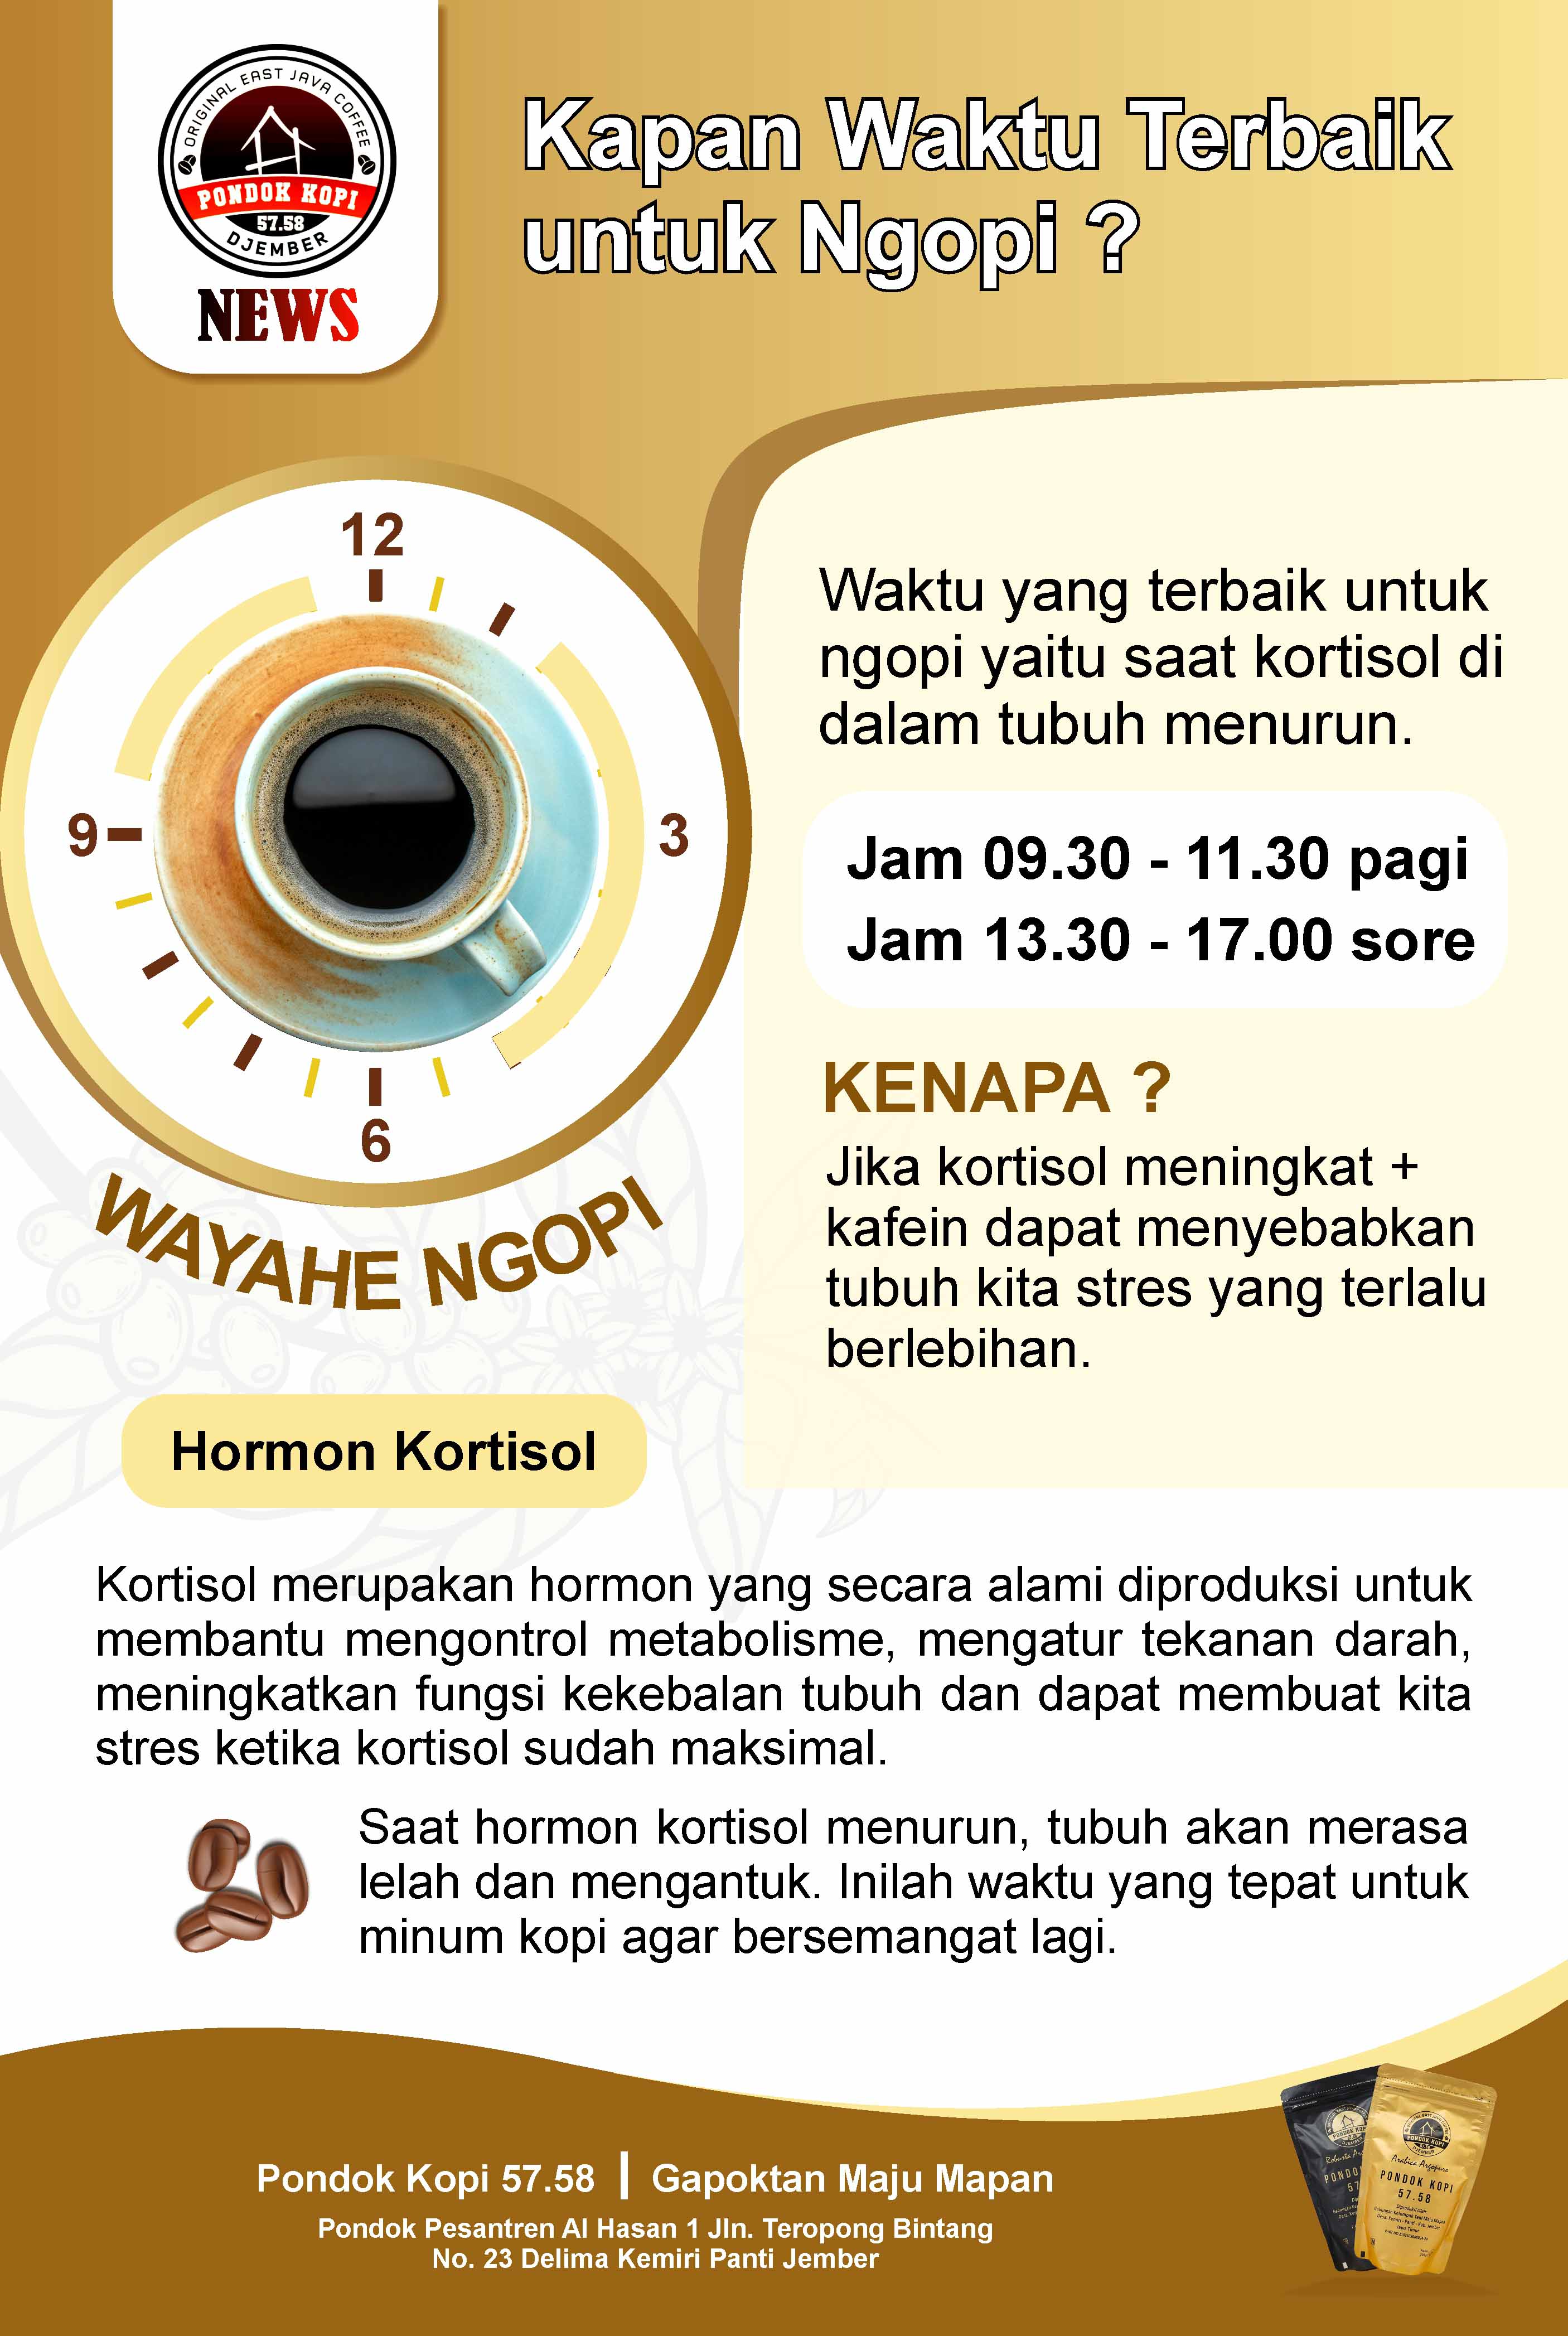 ORIGINAL EAST JAVA COFFEE
PONDOK KOPI
57.58
DJEMBER
NEWS
Kapan Waktu Terbaik
untuk Ngopi ?
12
9
3
6
WAYAHE NGOPI
Waktu yang terbaik untuk
ngopi yaitu saat kortisol di
dalam tubuh menurun.
Jam 09.30 - 11.30 pagi
Jam 13.30 - 17.00 sore
KENAPA ?
Jika kortisol meningkat +
kafein dapat menyebabkan
tubuh kita stres yang terlalu
berlebihan.
Hormon Kortisol
Kortisol merupakan hormon yang secara alami diproduksi untuk
membantu mengontrol metabolisme, mengatur tekanan darah,
meningkatkan fungsi kekebalan tubuh dan dapat membuat kita
stres ketika kortisol sudah maksimal.
Saat hormon kortisol menurun, tubuh akan merasa
lelah dan mengantuk. Inilah waktu yang tepat untuk
minum kopi agar bersemangat lagi.
Pondok Kopi 57.58 | Gapoktan Maju Mapan
Pondok Pesantren Al Hasan 1 Jln. Teropong Bintang
No. 23 Delima Kemiri Panti Jember
Robusta
PONDOK KOPI
DJEMBER
Arabica Argopuro
PONDOK KOPI
57.58